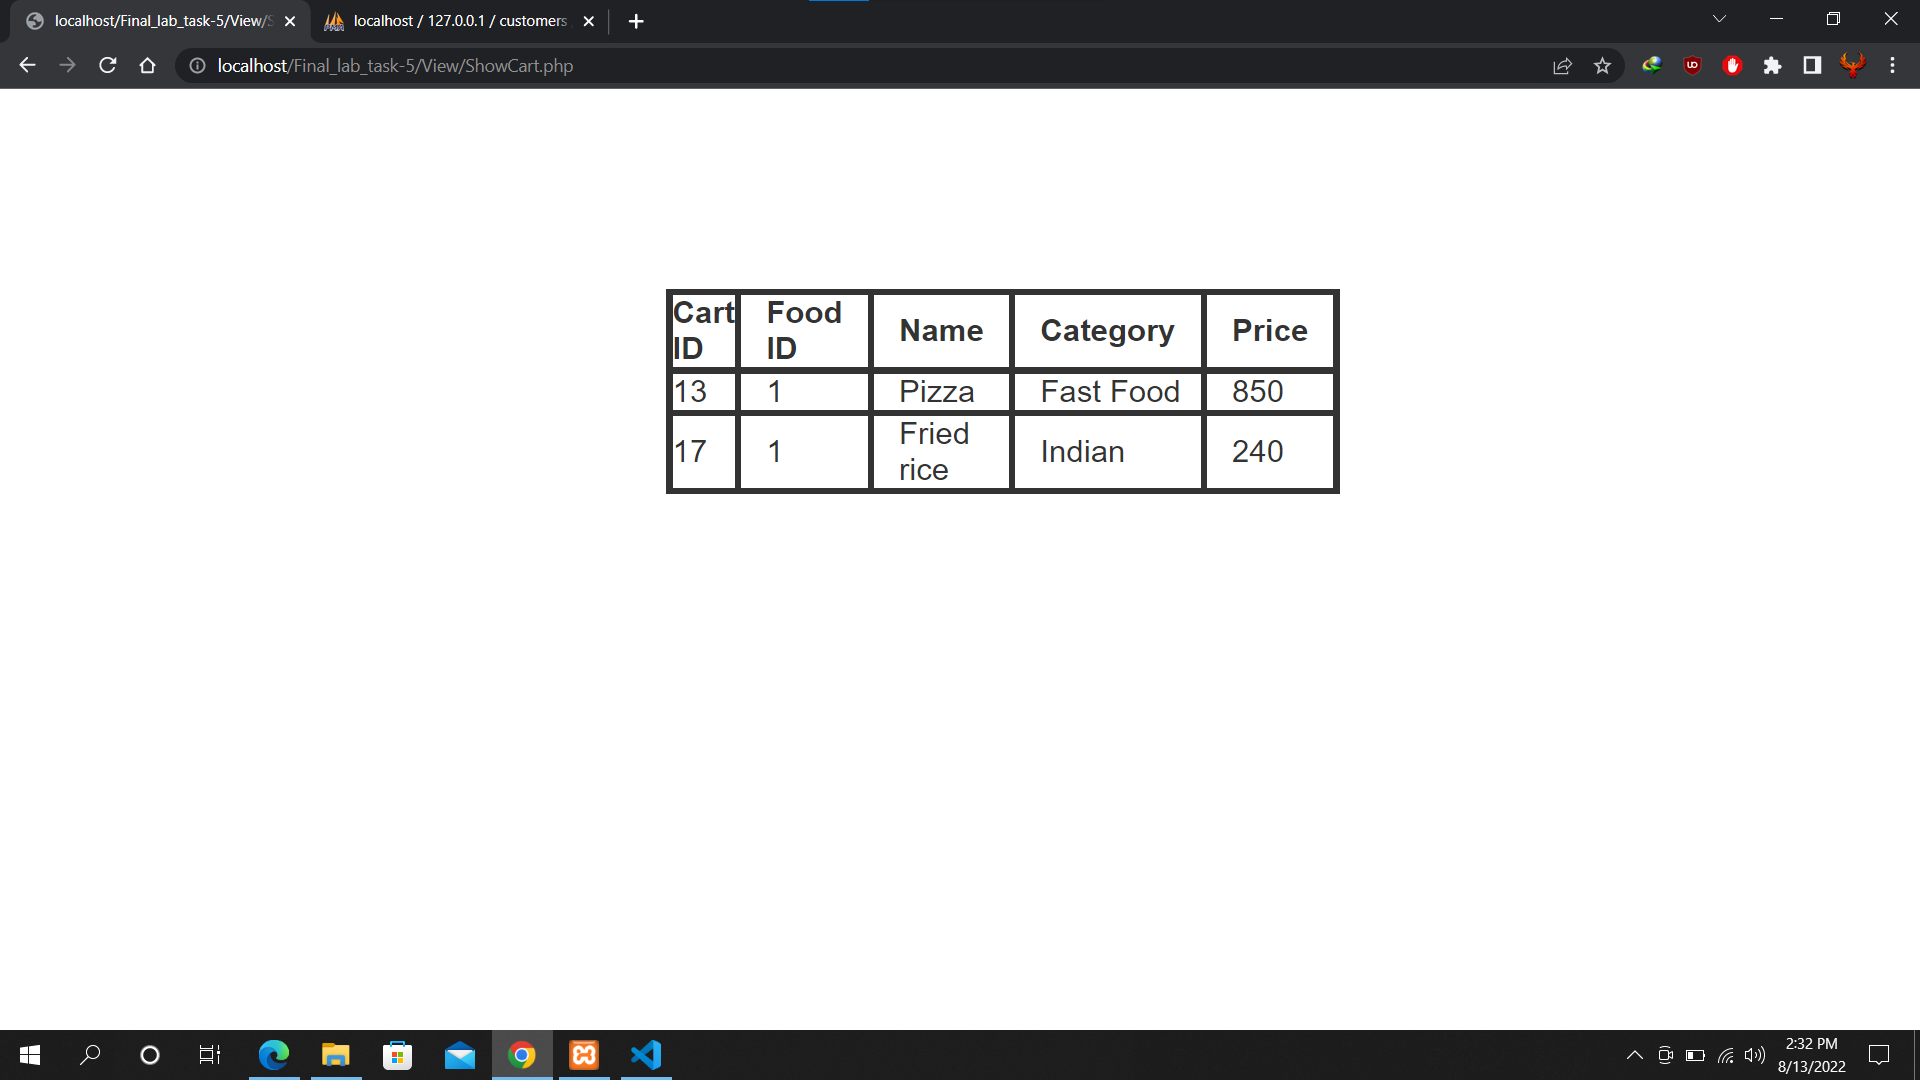 localhost/Final_lab_task-5/View/S
localhost / 127.0.0.1 / customers
localhost/Final_lab_task-5/View/ShowCart.php
Cart ID Food ID Name Category Price
13 1 Pizza Fast Food 850
17 1 Fried rice Indian 240
2:32 PM
8/13/2022